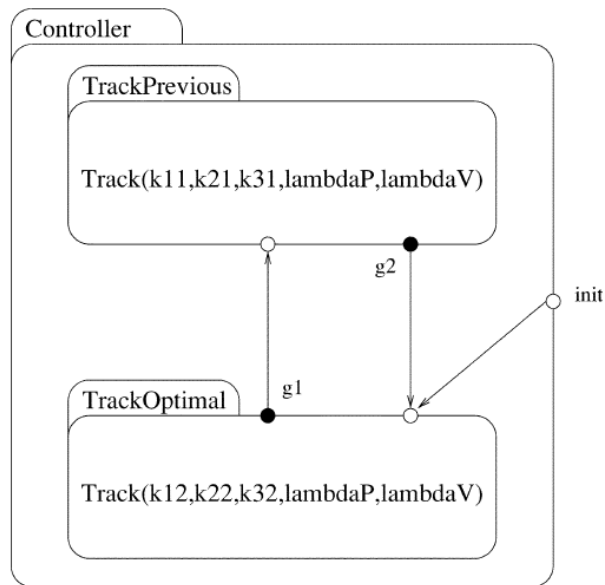 Controller
TrackPrevious
Track(k11,k21,k31,lambdaP,lambdaV)
g2
init
g1
TrackOptimal
Track(k12,k22,k32,lambdaP,lambdaV)